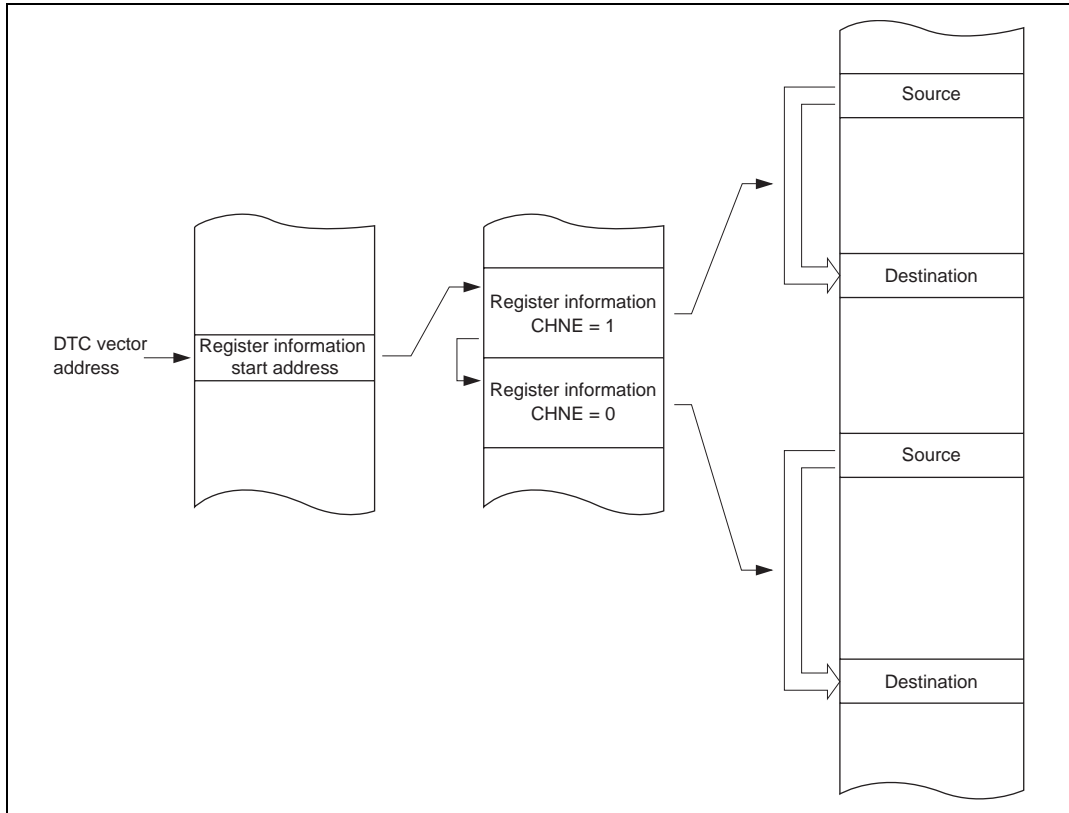 DTC vector
address
Register information
start address
Register information
CHNE = 1
Register information
CHNE = 0
Source
Destination
Source
Destination